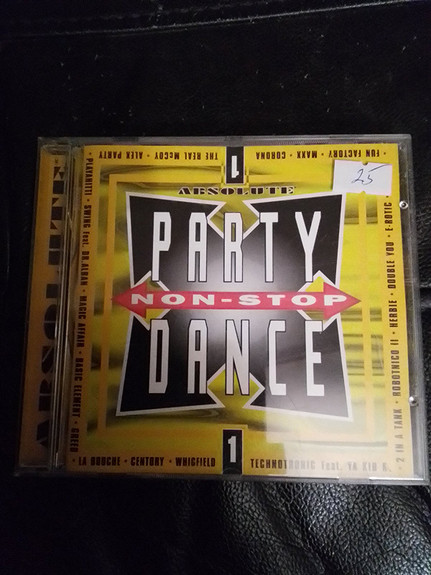 FUN FACTORY • MAXX • CORONA
1
THE REAL McCOY • ALEX PARTY
25
ABSOLUTE
PARTY
NON-STOP
DANCE
1
ABSOLUTE
PLAYAHITTY • SWING feat. DR. ALBAN • MAGIC AFFAIR • BASIC ELEMENT • GREED
• LA BOUCHE • CENTORY • WHIGFIELD
TECHNOTRONIC feat. YA KID K •
2 IN A TANK • ROBOTNICO II • HERBIE • DOUBLE YOU • E-ROTIC •